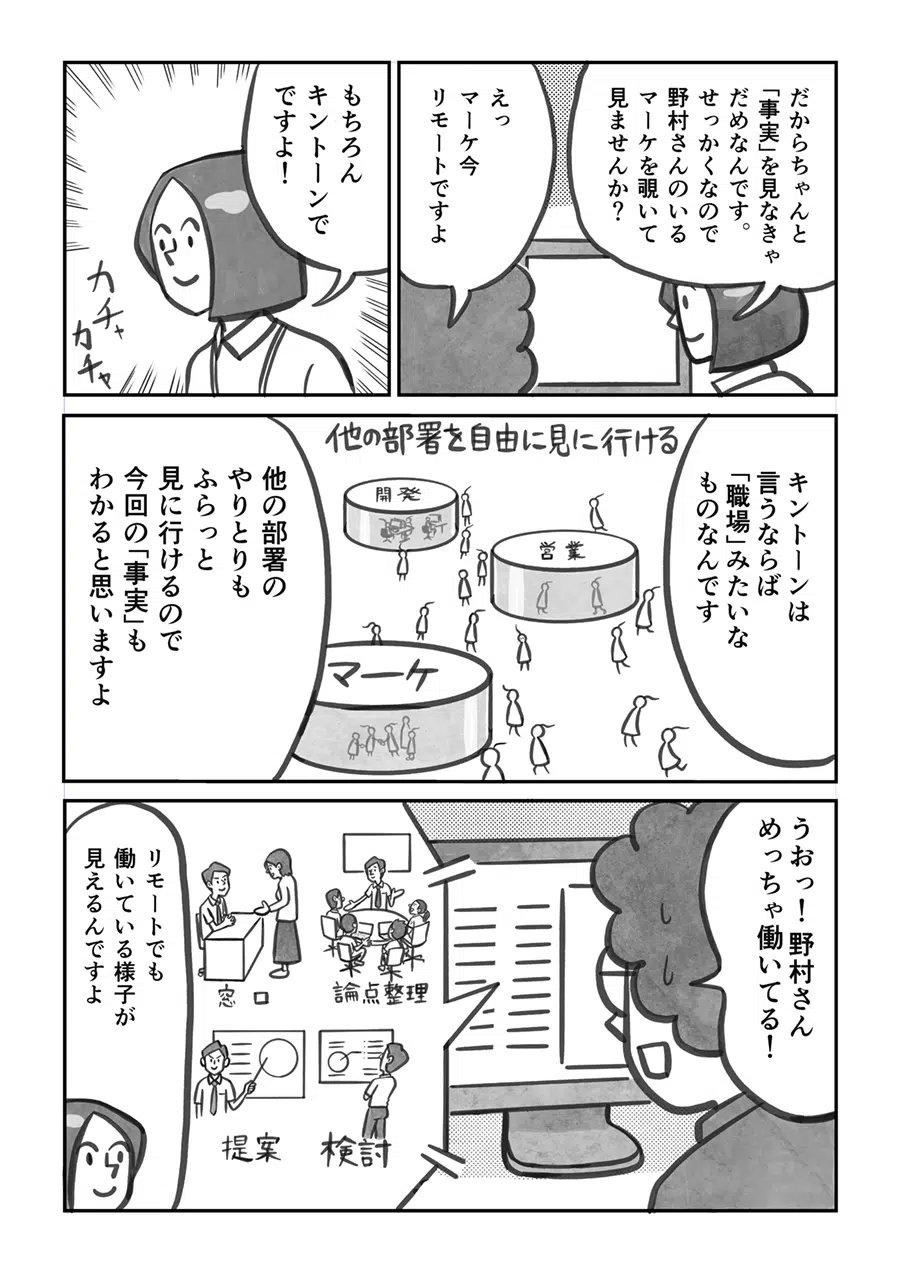 だからちゃんと
「事実」を見なきゃ
だめなんです。
せっかくなので
野村さんのいる
マーケを覗いて
見ませんか?
えっ
マーケ今
リモートですよ
もちろん
キントーンで
ですよ!
カチャ
カチャ
他の部署を自由に見に行ける
キントーンは
言うならば
「職場」みたいな
ものなんです
開発
営業
マーケ
他の部署の
やりとりも
ふらっと
見に行けるので
今回の「事実」も
わかると思いますよ
うおっ!野村さん
めっちゃ働いてる!
論点整理
窓口
検討
提案
リモートでも
働いている様子が
見えるんですよ